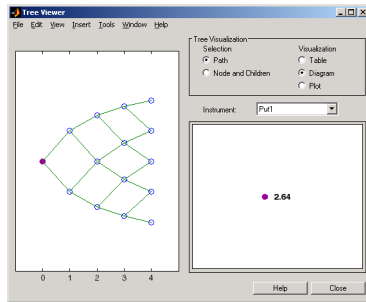 Tree Viewer
File Edit View Insert Tools Window Help
Tree Visualization
Selection
Visualization
Path
Table
Node and Children
Diagram
Plot
Instrument:
Put1
2.64
0 1 2 3 4
Help
Close